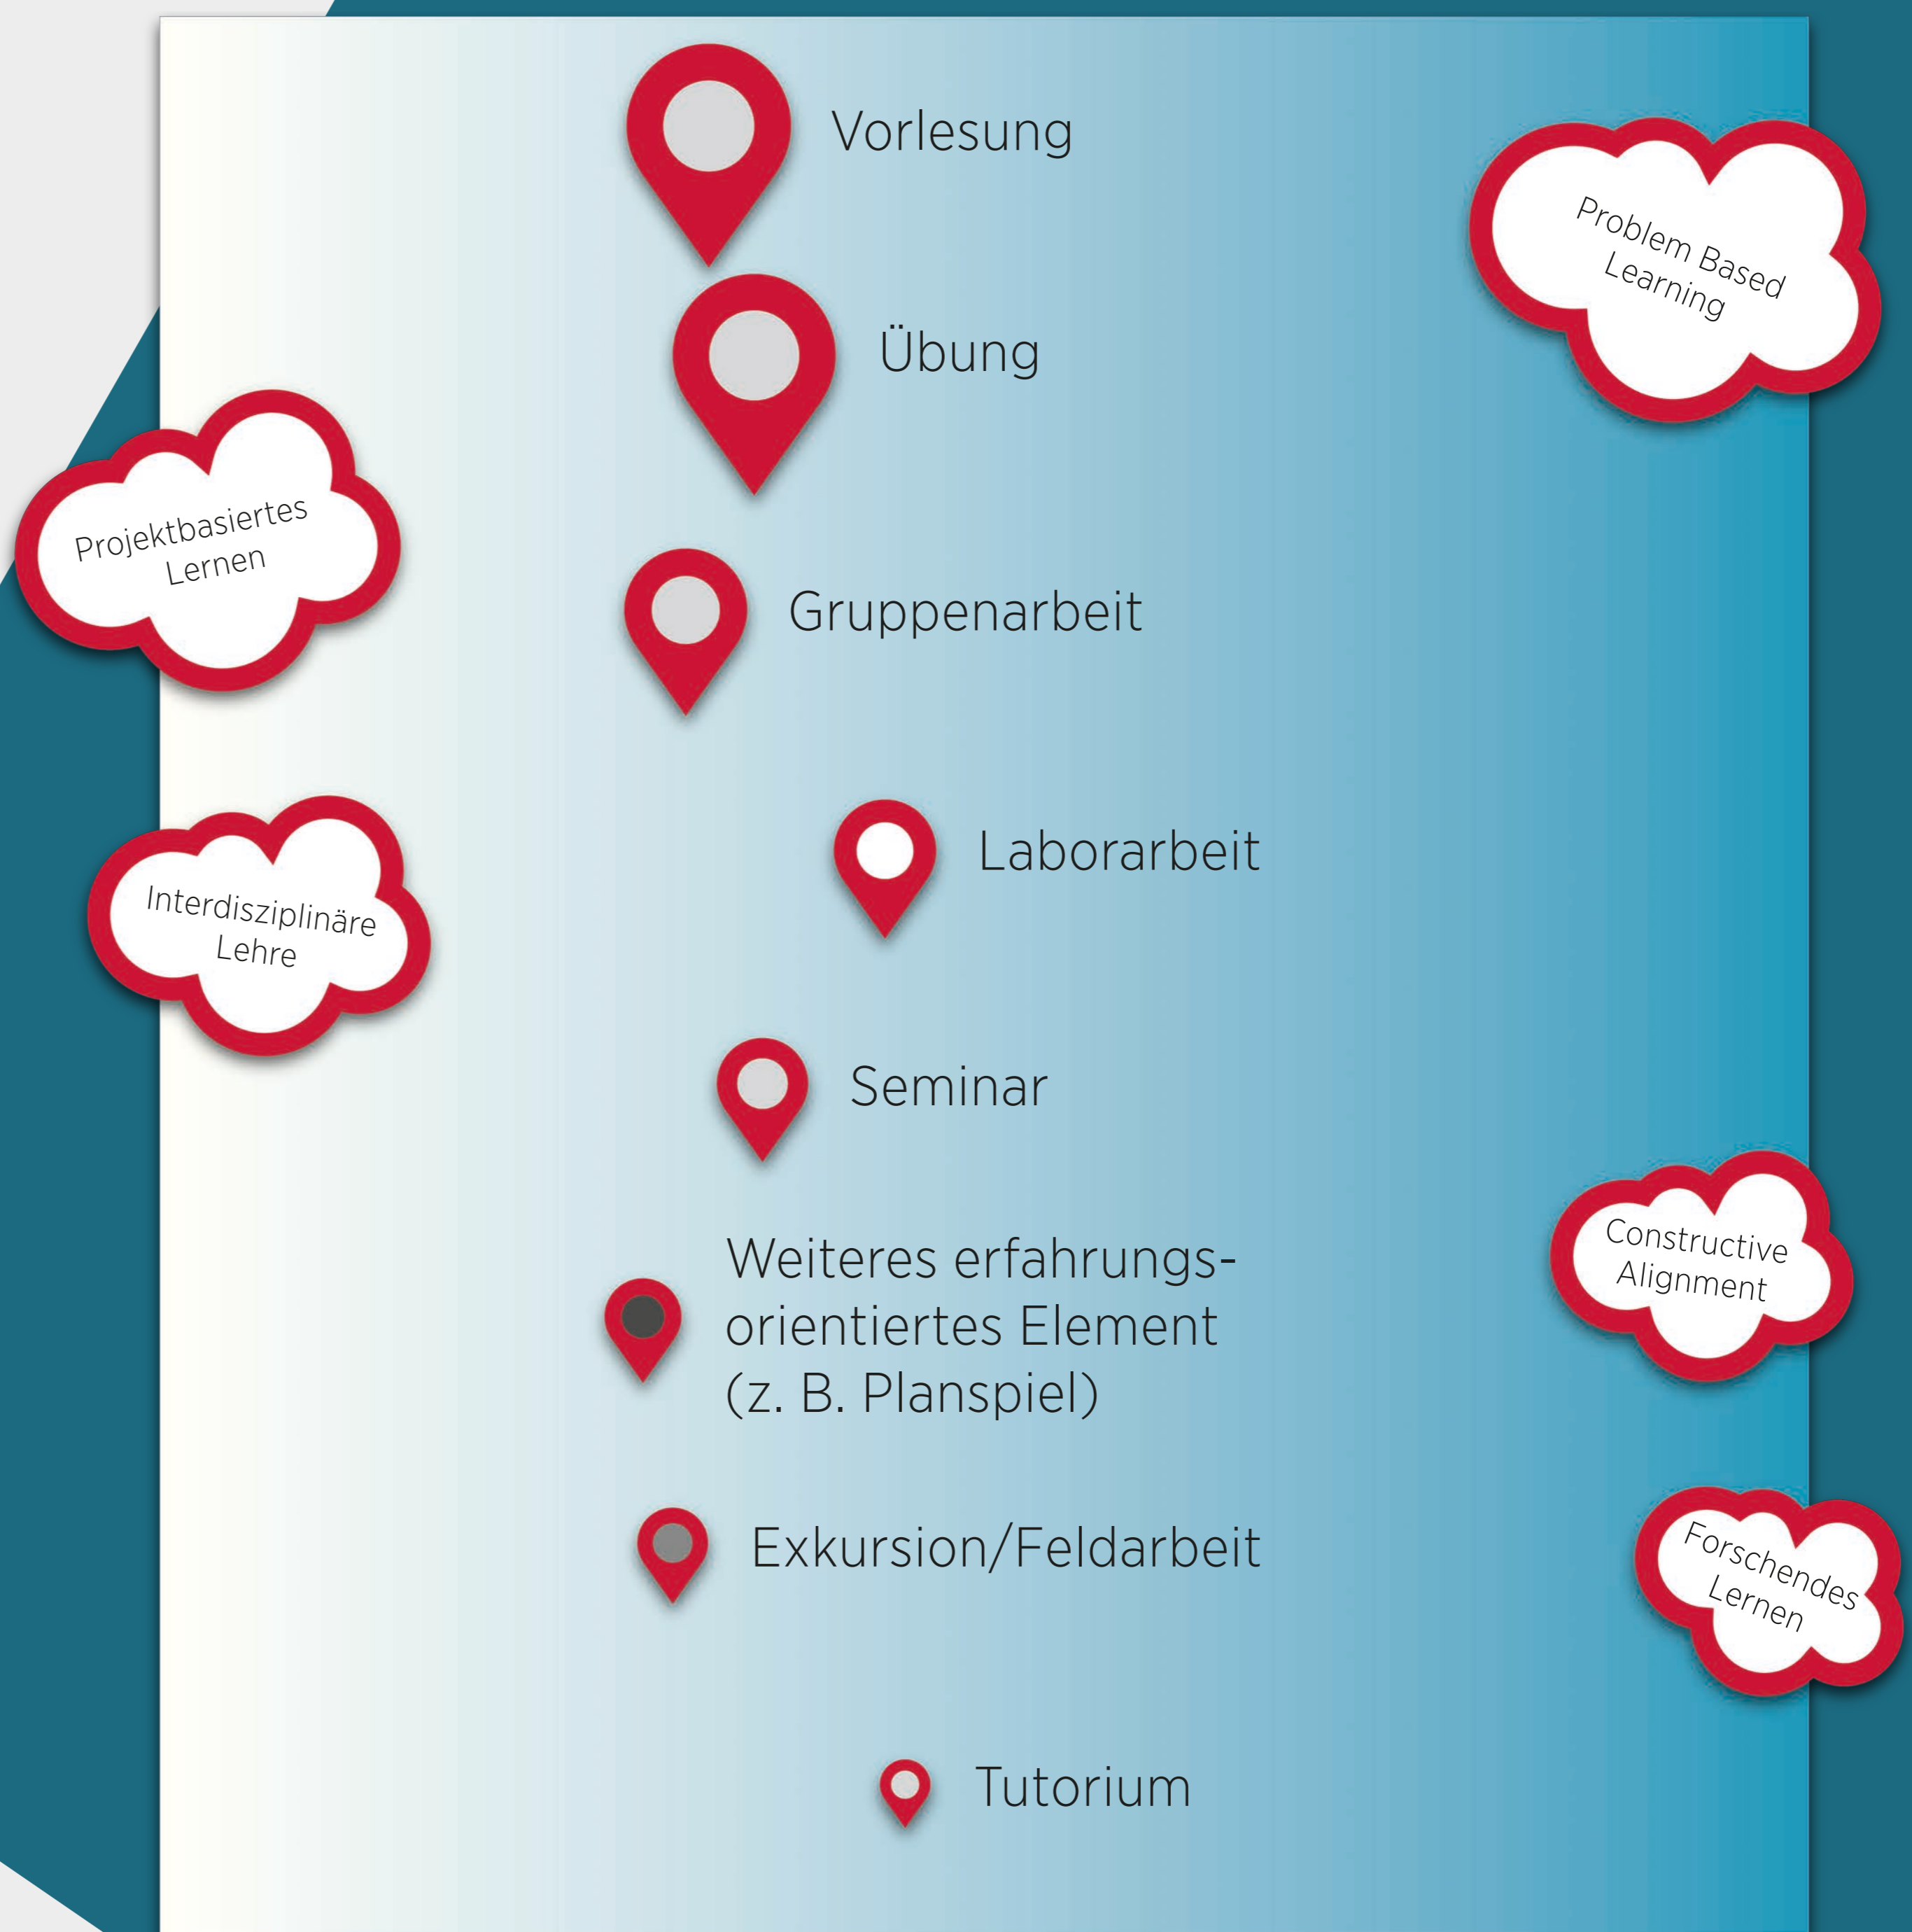 Vorlesung
Problem Based
Learning
Übung
Projektbasiertes
Lernen
Gruppenarbeit
Laborarbeit
Interdisziplinäre
Lehre
Seminar
Constructive
Alignment
Weiteres erfahrungs-
orientiertes Element
(z. B. Planspiel)
Exkursion/Feldarbeit
Forschendes
Lernen
Tutorium